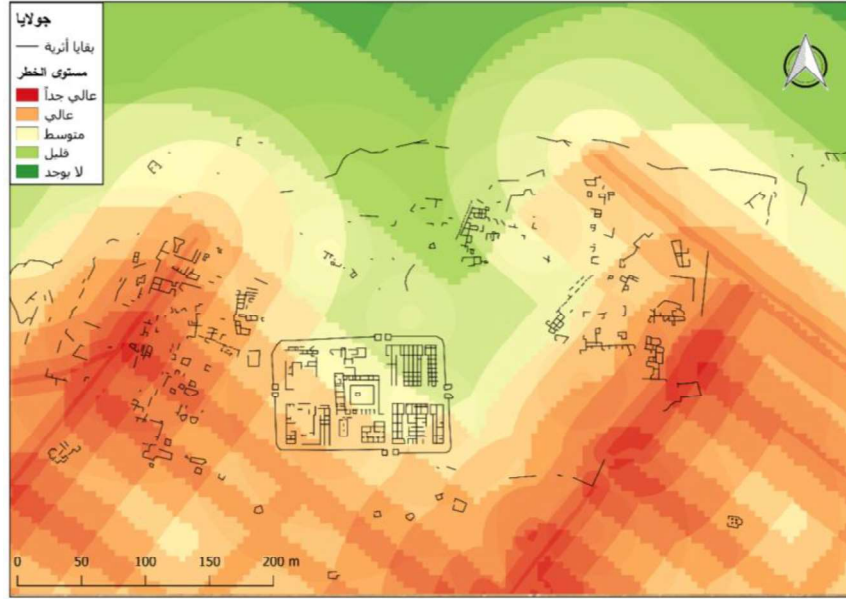 جولايا
بقايا أثرية
مستوى الخطر
عالي جداً
عالي
متوسط
قليل
لا يوجد
0 50 100 150 200 m